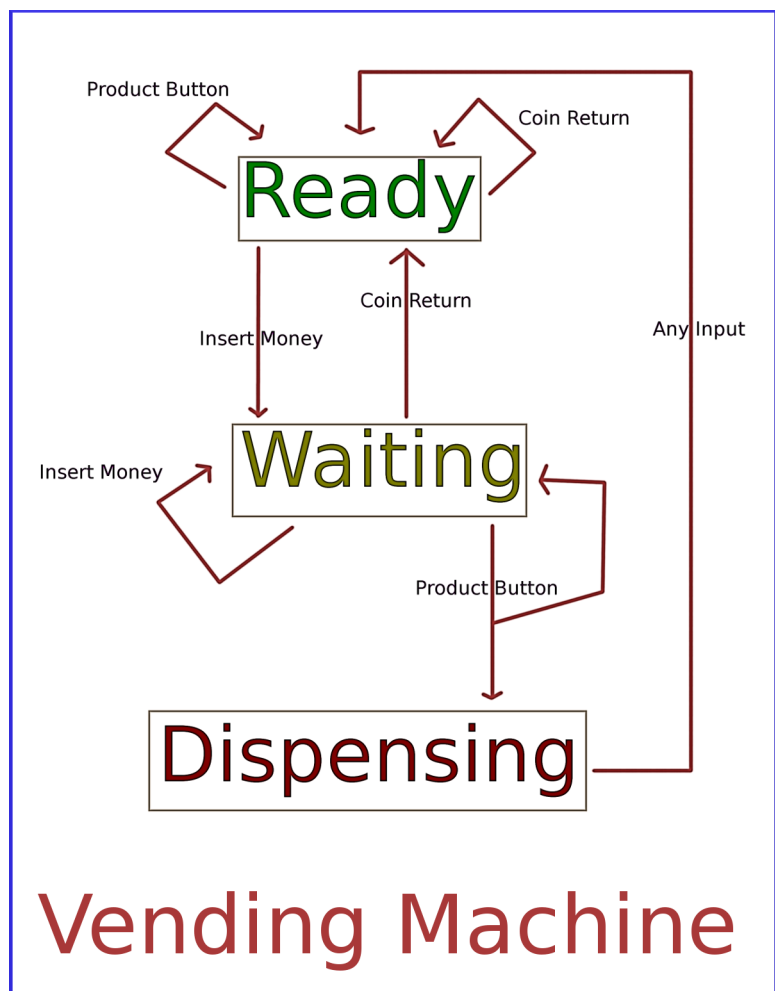 Product Button
Coin Return
Ready
Coin Return
Any Input
Insert Money
Waiting
Insert Money
Product Button
Dispensing
Vending Machine